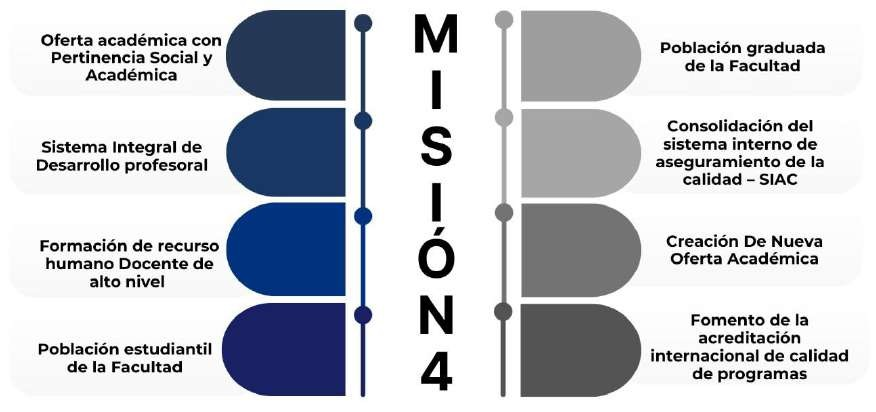 Oferta académica con
Pertinencia Social y
Académica
Sistema Integral de
Desarrollo profesoral
Formación de recurso
humano Docente de
alto nivel
Población estudiantil
de la Facultad
M
I
S
I
Ó
N
4
Población graduada
de la Facultad
Consolidación del
sistema interno de
aseguramiento de la
calidad – SIAC
Creación De Nueva
Oferta Académica
Fomento de la
acreditación
internacional de calidad
de programas